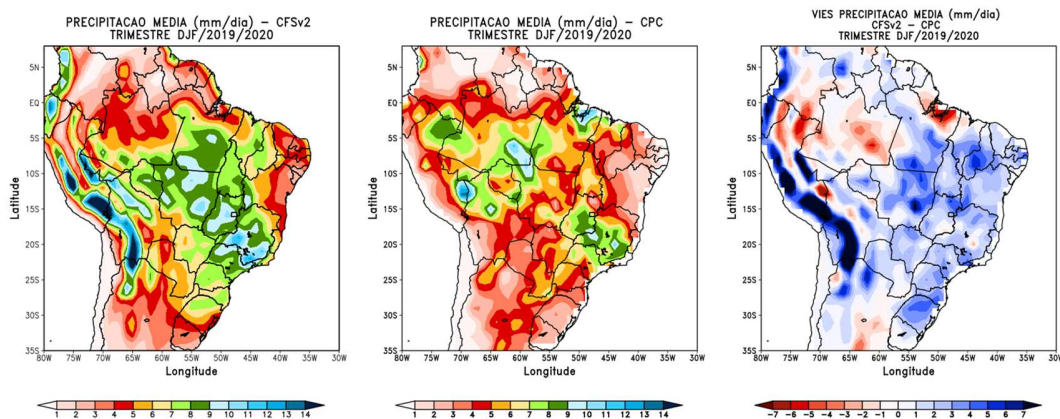 PRECIPITACAO MEDIA (mm/dia) – CFSv2
TRIMESTRE DJF/2019/2020
Latitude
5N
EQ
5S
10S
15S
20S
25S
30S
35S
80W 75W 70W 65W 60W 55W 50W 45W 40W 35W 30W
Longitude
1 2 3 4 5 6 7 8 9 10 11 12 13 14
PRECIPITACAO MEDIA (mm/dia) – CPC
TRIMESTRE DJF/2019/2020
Latitude
5N
EQ
5S
10S
15S
20S
25S
30S
35S
80W 75W 70W 65W 60W 55W 50W 45W 40W 35W 30W
Longitude
1 2 3 4 5 6 7 8 9 10 11 12 13 14
VIES PRECIPITACAO MEDIA (mm/dia)
CFSv2 – CPC
TRIMESTRE DJF/2019/2020
Latitude
5N
EQ
5S
10S
15S
20S
25S
30S
35S
80W 75W 70W 65W 60W 55W 50W 45W 40W 35W 30W
Longitude
-7 -6 -5 -4 -3 -2 -1 0 1 2 3 4 5 6 7